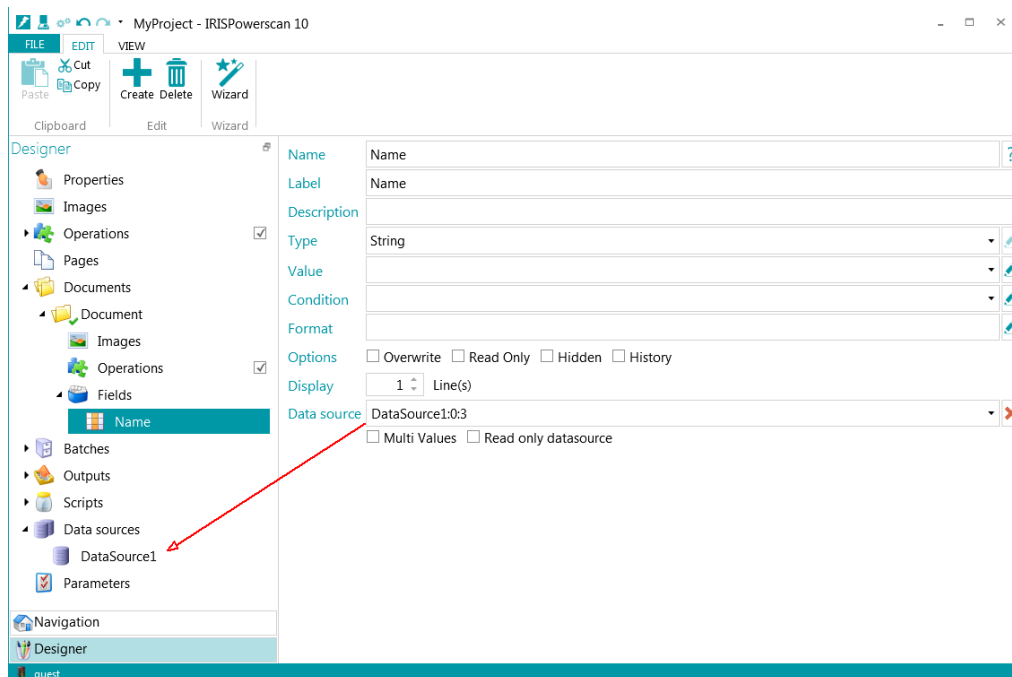 MyProject - IRISPowerscan 10
FILE EDIT VIEW
Paste Cut Copy Create Delete Wizard
Clipboard Edit Wizard
Designer
Properties
Images
Operations
Pages
Documents
Document
Images
Operations
Fields
Name
Batches
Outputs
Scripts
Data sources
DataSource1
Parameters
Navigation
Designer
guest
Name Name
Label Name
Description
Type String
Value
Condition
Format
Options Overwrite Read Only Hidden History
Display 1 Line(s)
Data source DataSource1:0:3
Multi Values Read only datasource